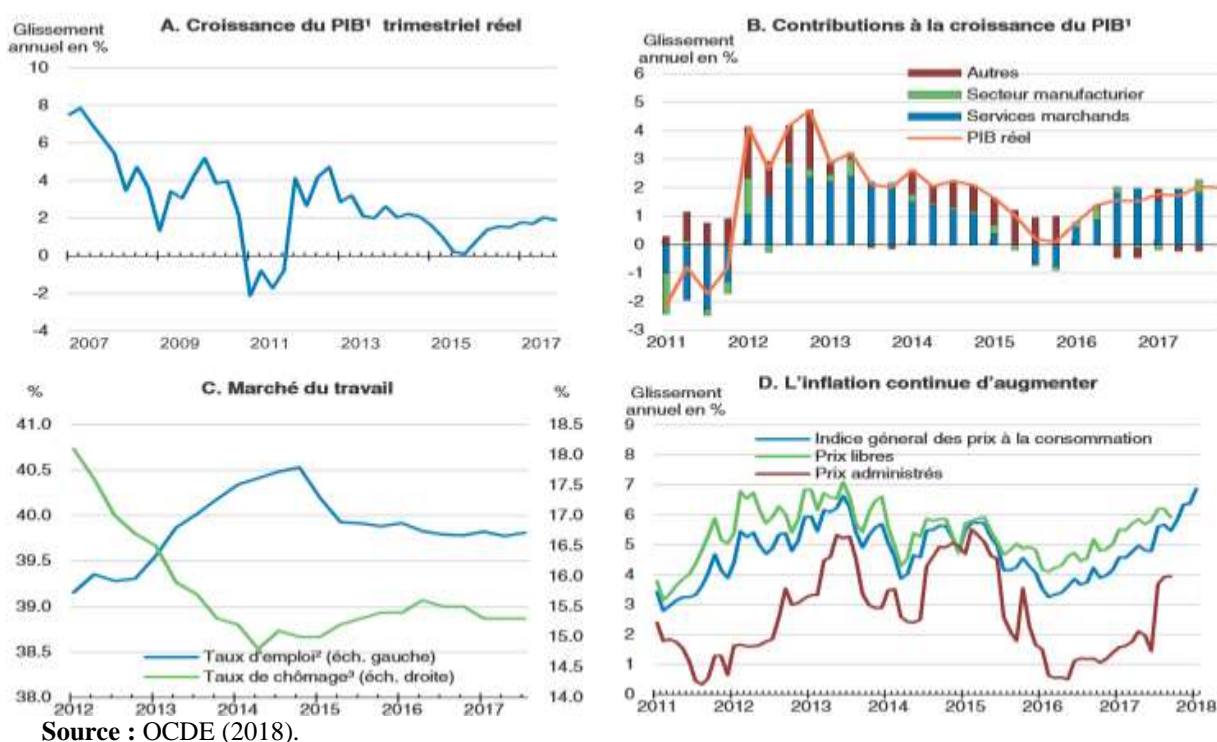 A. Croissance du PIB¹ trimestriel réel
Glissement
annuel en %
10
8
6
4
2
0
-2
-4
2007 2009 2011 2013 2015 2017
B. Contributions à la croissance du PIB¹
Glissement
annuel en %
6
5
4
3
2
1
0
-1
-2
-3
Autres
Secteur manufacturier
Services marchands
PIB réel
2011 2012 2013 2014 2015 2016 2017
C. Marché du travail
%
%
41.0
40.5
40.0
39.5
39.0
38.5
38.0
18.5
18.0
17.5
17.0
16.5
16.0
15.5
15.0
14.5
14.0
Taux d'emploi² (éch. gauche)
Taux de chômage³ (éch. droite)
2012 2013 2014 2015 2016 2017
D. L'inflation continue d'augmenter
Glissement
annuel en %
9
8
7
6
5
4
3
2
1
0
Indice géneral des prix à la consommation
Prix libres
Prix administrés
2011 2012 2013 2014 2015 2016 2017 2018
Source : OCDE (2018).